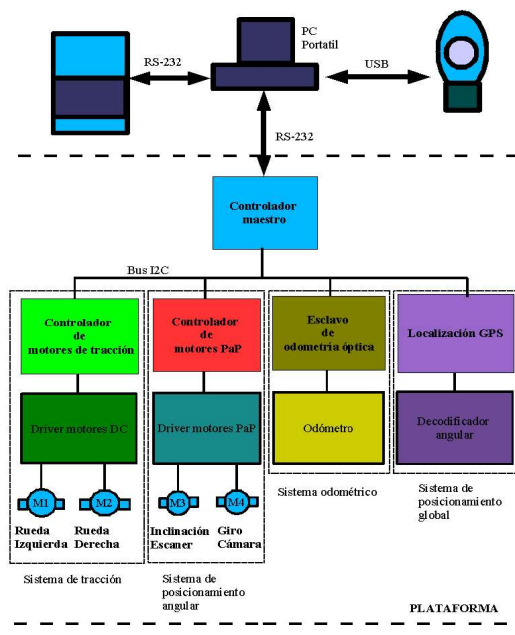 PC
Portatil
RS-232
USB
RS-232
Controlador
maestro
Bus I2C
Controlador
de
motores de tracción
Controlador
de
motores PaP
Esclavo
de
odometría óptica
Localización GPS
Driver motores DC
Driver motores PaP
Odómetro
Decodificador
angular
M1
M2
M3
M4
Rueda
Izquierda
Rueda
Derecha
Inclinación
Escaner
Giro
Cámara
Sistema odométrico
Sistema de
posicionamiento
global
Sistema de tracción
Sistema de
posicionamiento
angular
PLATAFORMA